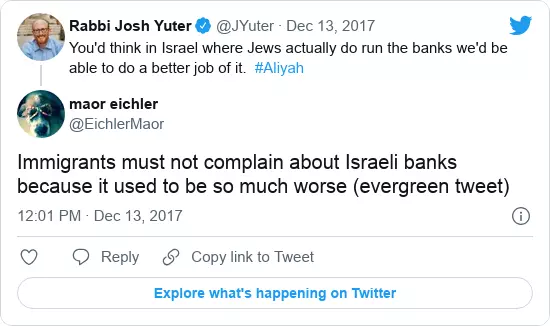 Rabbi Josh Yuter @JYuter · Dec 13, 2017
You'd think in Israel where Jews actually do run the banks we'd be
able to do a better job of it. #Aliyah
maor eichler
@EichlerMaor
Immigrants must not complain about Israeli banks
because it used to be so much worse (evergreen tweet)
12:01 PM · Dec 13, 2017
Reply Copy link to Tweet
Explore what's happening on Twitter